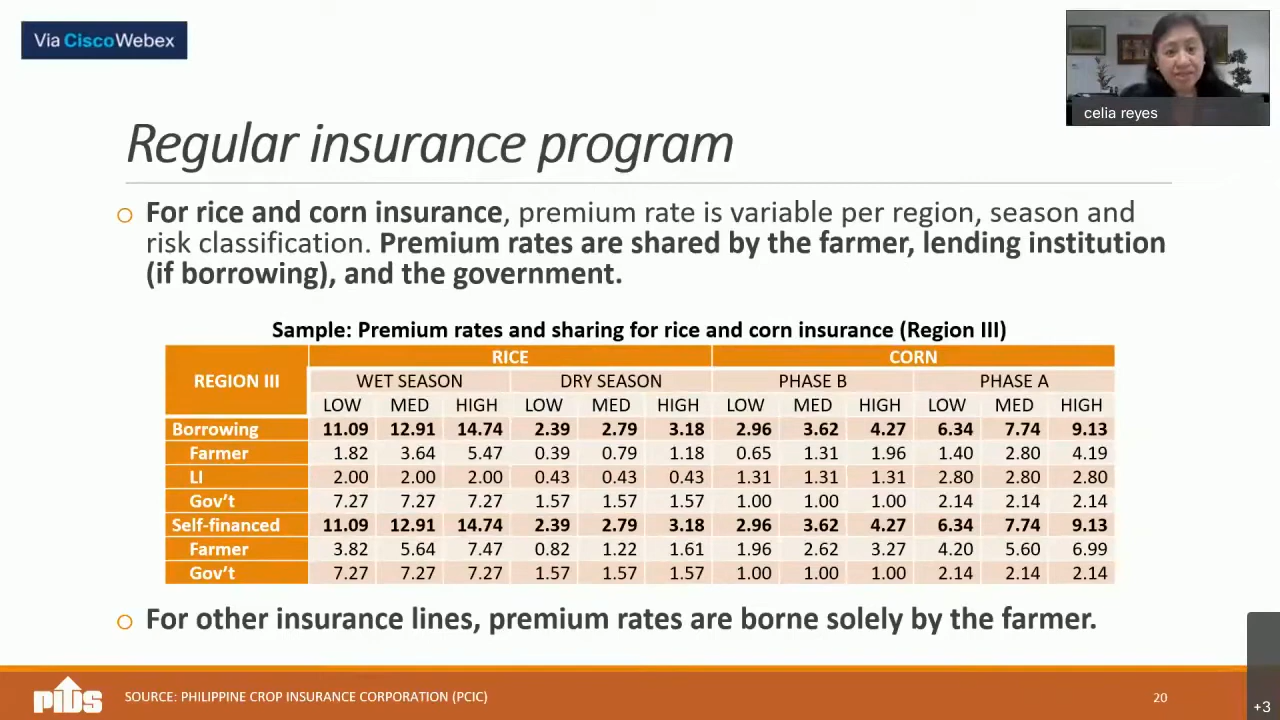 Via CiscoWebex
celia reyes
Regular insurance program
For rice and corn insurance, premium rate is variable per region, season and
risk classification. Premium rates are shared by the farmer, lending institution
(if borrowing), and the government.
Sample: Premium rates and sharing for rice and corn insurance (Region III)
REGION III RICE CORN
WET SEASON DRY SEASON PHASE B PHASE A
LOW MED HIGH LOW MED HIGH LOW MED HIGH LOW MED HIGH
Borrowing 11.09 12.91 14.74 2.39 2.79 3.18 2.96 3.62 4.27 6.34 7.74 9.13
Farmer 1.82 3.64 5.47 0.39 0.79 1.18 0.65 1.31 1.96 1.40 2.80 4.19
LI 2.00 2.00 2.00 0.43 0.43 0.43 1.31 1.31 1.31 2.80 2.80 2.80
Gov't 7.27 7.27 7.27 1.57 1.57 1.57 1.00 1.00 1.00 2.14 2.14 2.14
Self-financed 11.09 12.91 14.74 2.39 2.79 3.18 2.96 3.62 4.27 6.34 7.74 9.13
Farmer 3.82 5.64 7.47 0.82 1.22 1.61 1.96 2.62 3.27 4.20 5.60 6.99
Gov't 7.27 7.27 7.27 1.57 1.57 1.57 1.00 1.00 1.00 2.14 2.14 2.14
For other insurance lines, premium rates are borne solely by the farmer.
PIDS
SOURCE: PHILIPPINE CROP INSURANCE CORPORATION (PCIC)
20
+3